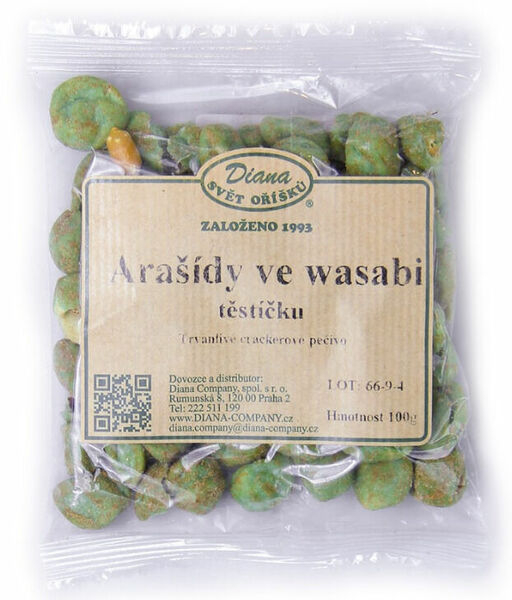 Diana
SVĚT OŘÍŠKŮ
®
ZALOŽENO 1993
Arašídy ve wasabi
těstíčku
Trvanlivé crackerové pečivo
Dovozce a distributor:
Diana Company, spol. s r. o.
Rumunská 8, 120 00 Praha 2
Tel: 222 511 199
WWW.DIANA-COMPANY.cz
diana.company@diana-company.cz
LOT: 66-9-4
Hmotnost 100g